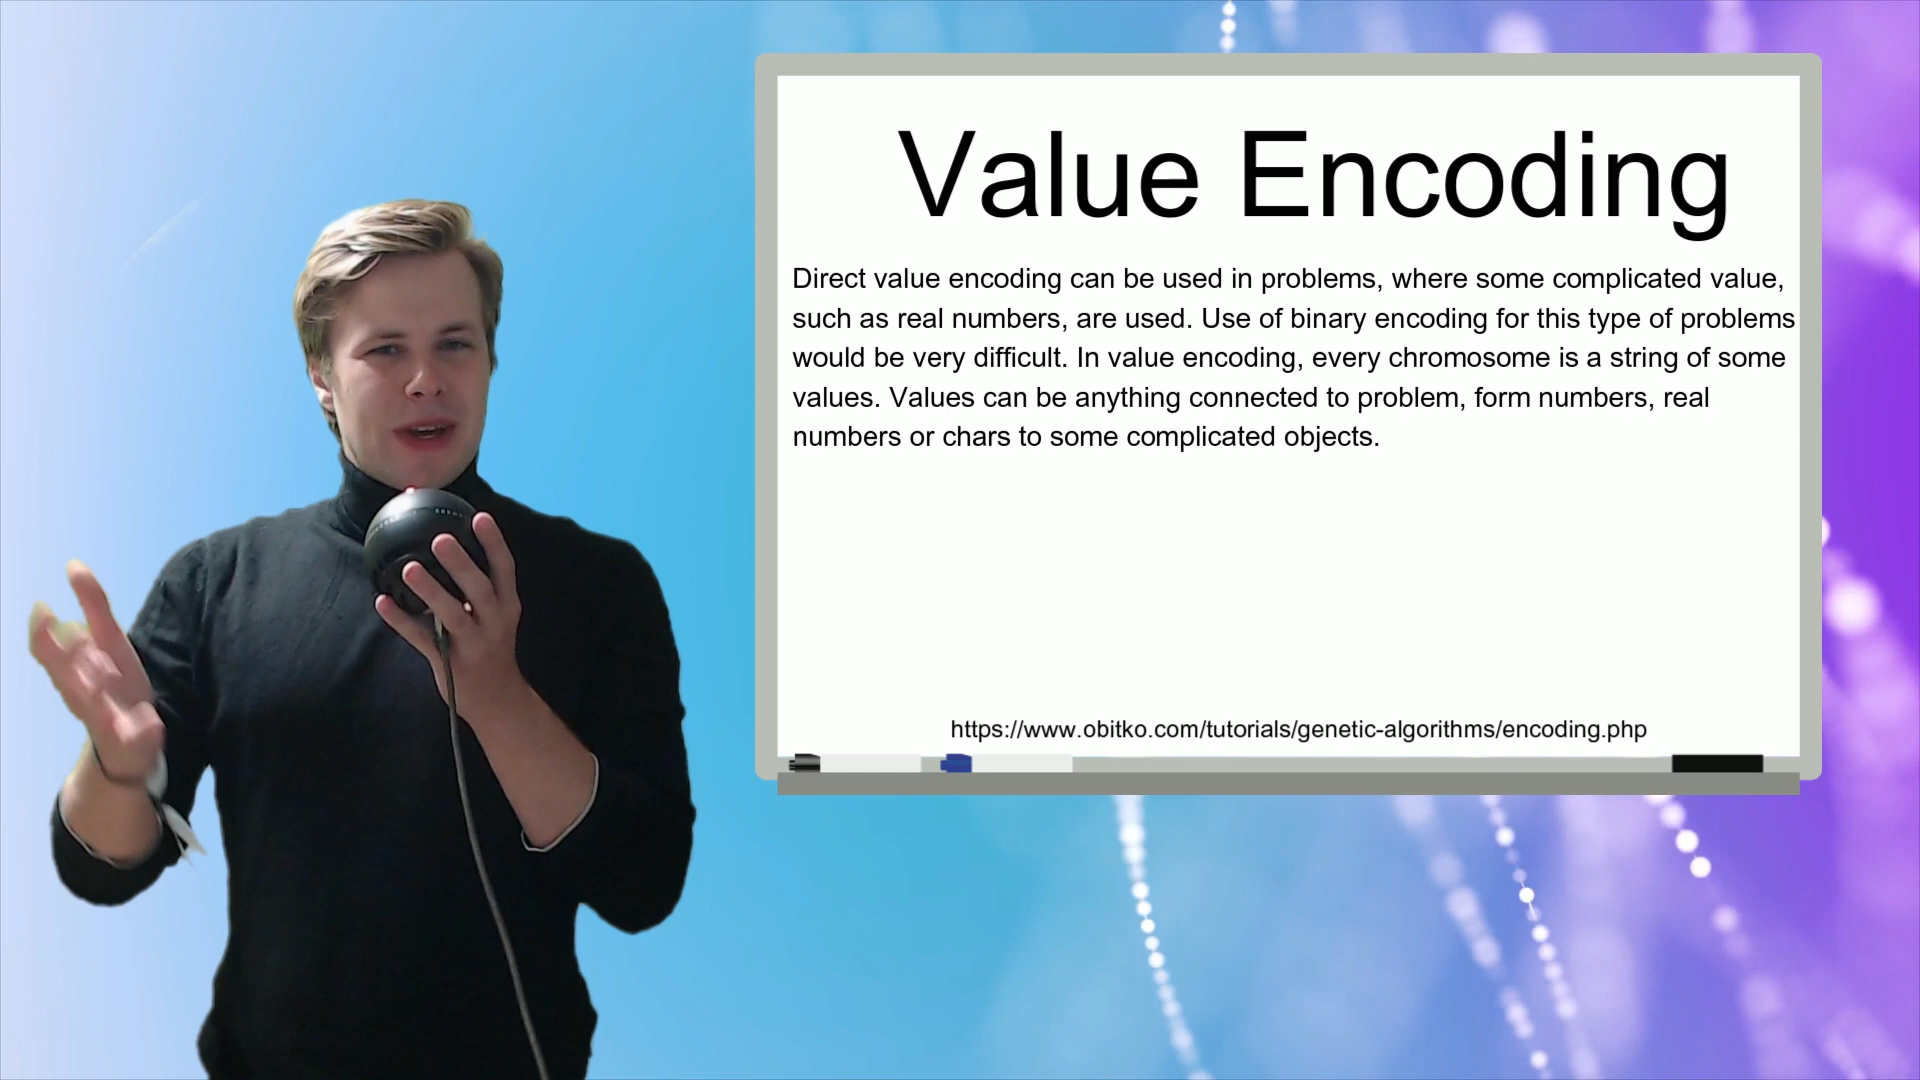 Value Encoding
Direct value encoding can be used in problems, where some complicated value,
such as real numbers, are used. Use of binary encoding for this type of problems
would be very difficult. In value encoding, every chromosome is a string of some
values. Values can be anything connected to problem, form numbers, real
numbers or chars to some complicated objects.
https://www.obitko.com/tutorials/genetic-algorithms/encoding.php